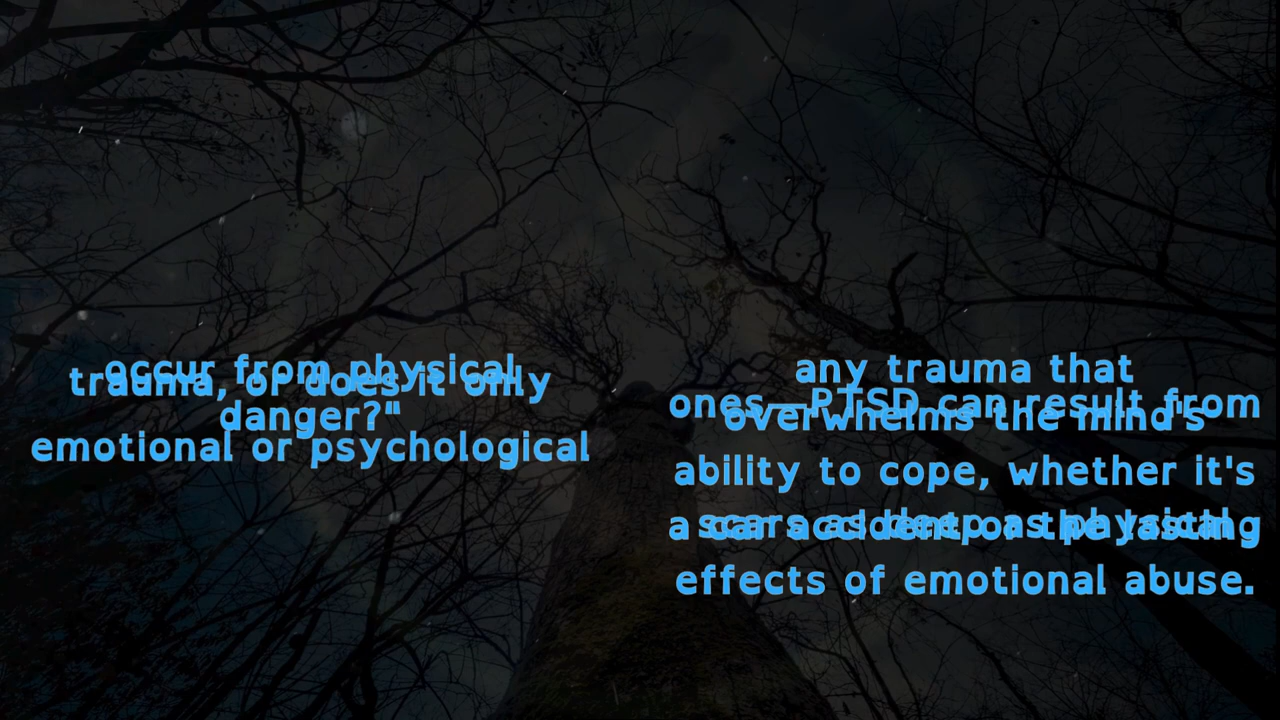 occur from physical
trauma, or does it only
danger?"
emotional or psychological
any trauma that
ones—PTSD can result from
overwhelms the mind's
ability to cope, whether it's
scars as deep as physical
a car accident or the lasting
effects of emotional abuse.